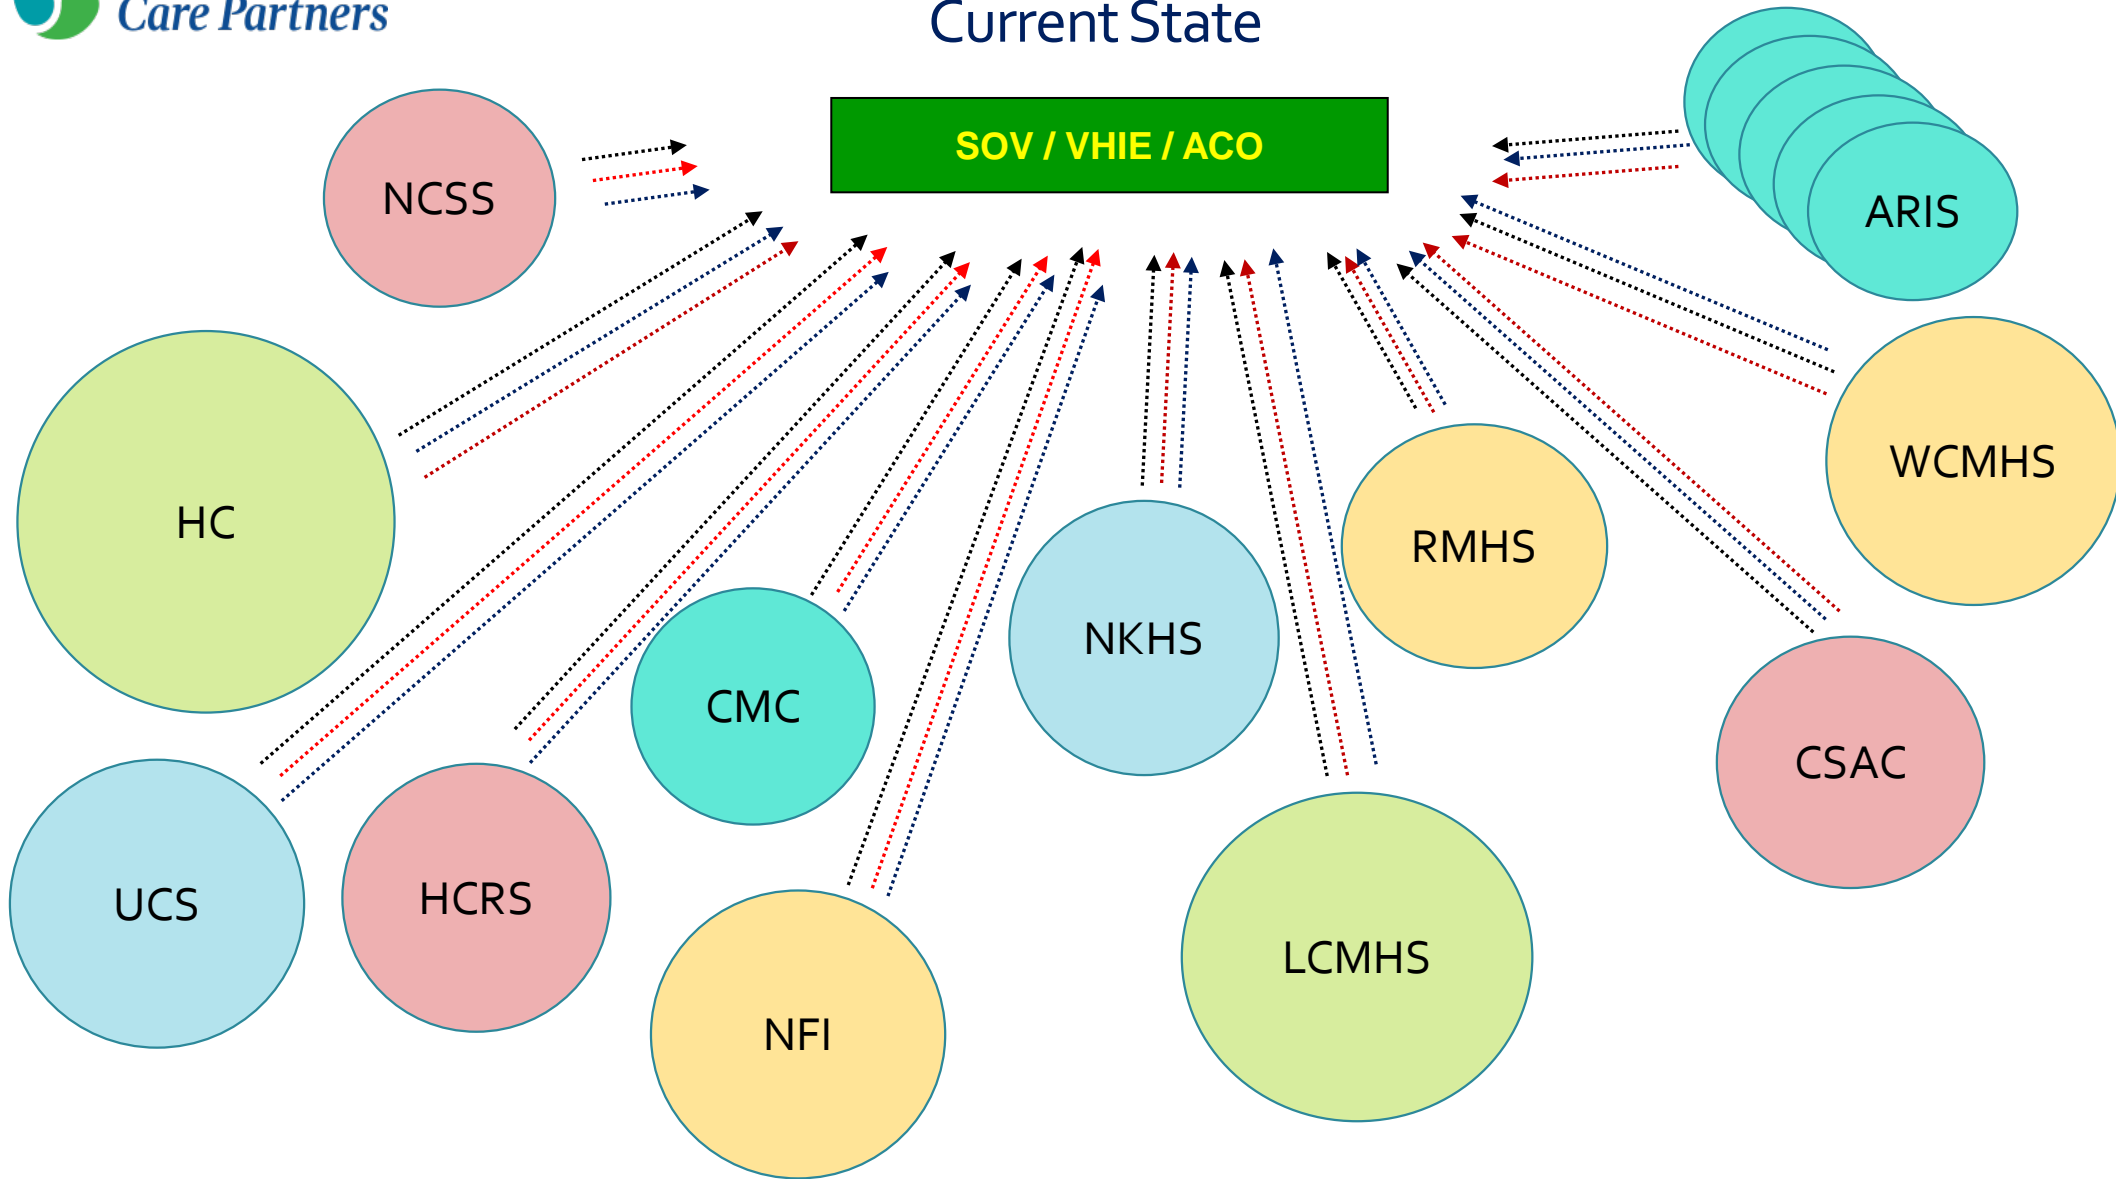 Care Partners
Current State
SOV / VHIE / ACO
NCSS
ARIS
HC
WCMHS
RMHS
NKHS
CMC
CSAC
UCS
HCRS
LCMHS
NFI